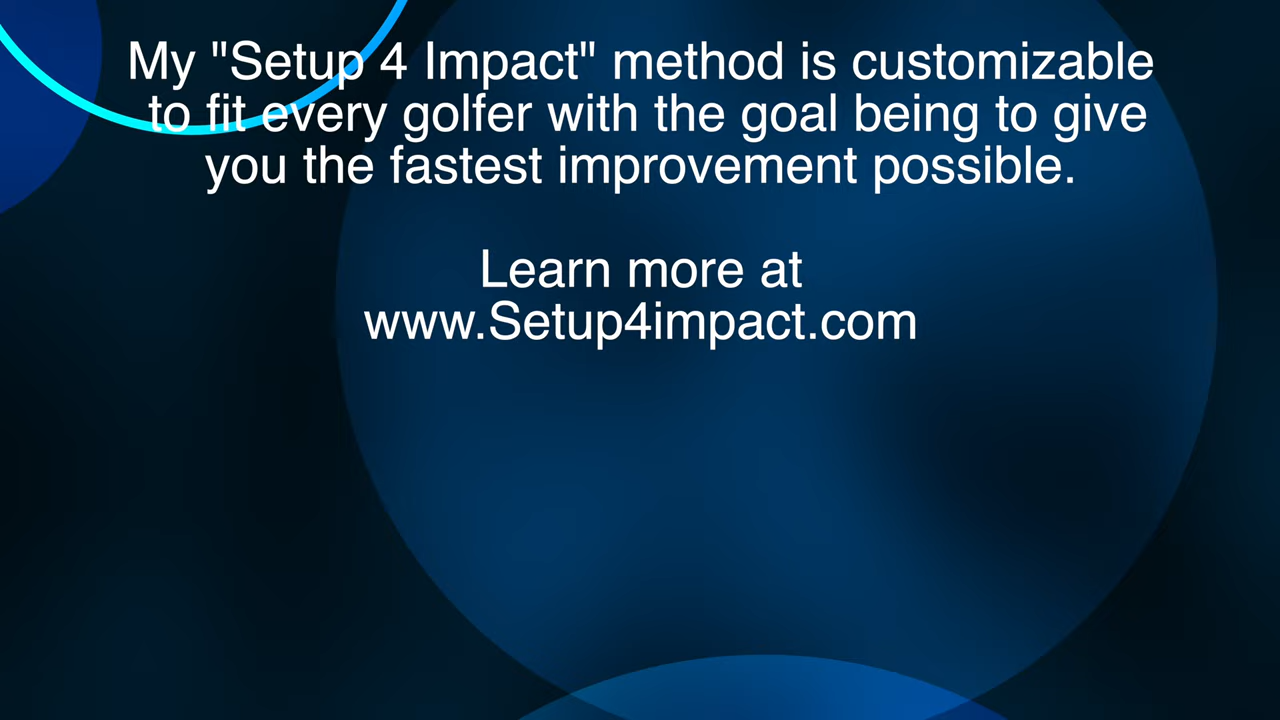 My "Setup 4 Impact" method is customizable
to fit every golfer with the goal being to give
you the fastest improvement possible.
Learn more at
www.Setup4impact.com